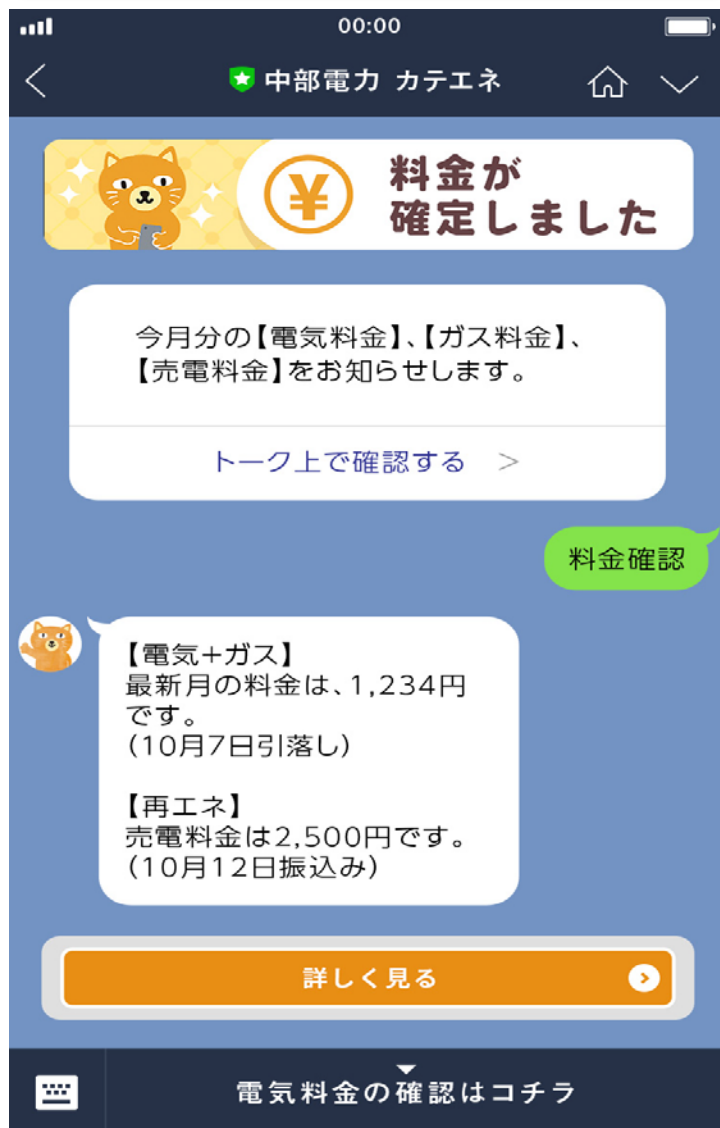 00:00
中部電力 カテエネ
料金が
確定しました
今月分の【電気料金】、【ガス料金】、
【売電料金】をお知らせします。
トーク上で確認する >
料金確認
【電気+ガス】
最新月の料金は、1,234円
です。
(10月7日引落し)
【再エネ】
売電料金は2,500円です。
(10月12日振込み)
詳しく見る
電気料金の確認はコチラ